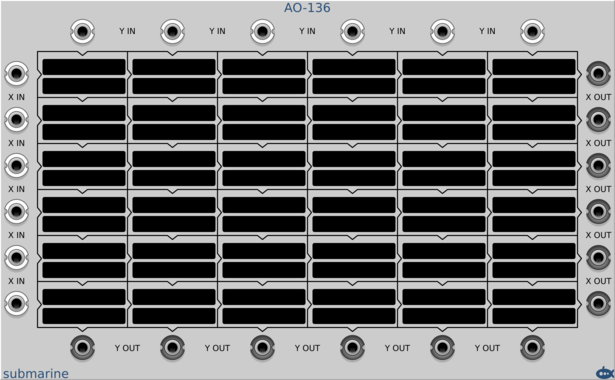 AO-136
Y IN Y IN Y IN Y IN Y IN
X IN X OUT
X IN X OUT
X IN X OUT
X IN X OUT
X IN X OUT
Y OUT Y OUT Y OUT Y OUT Y OUT
submarine